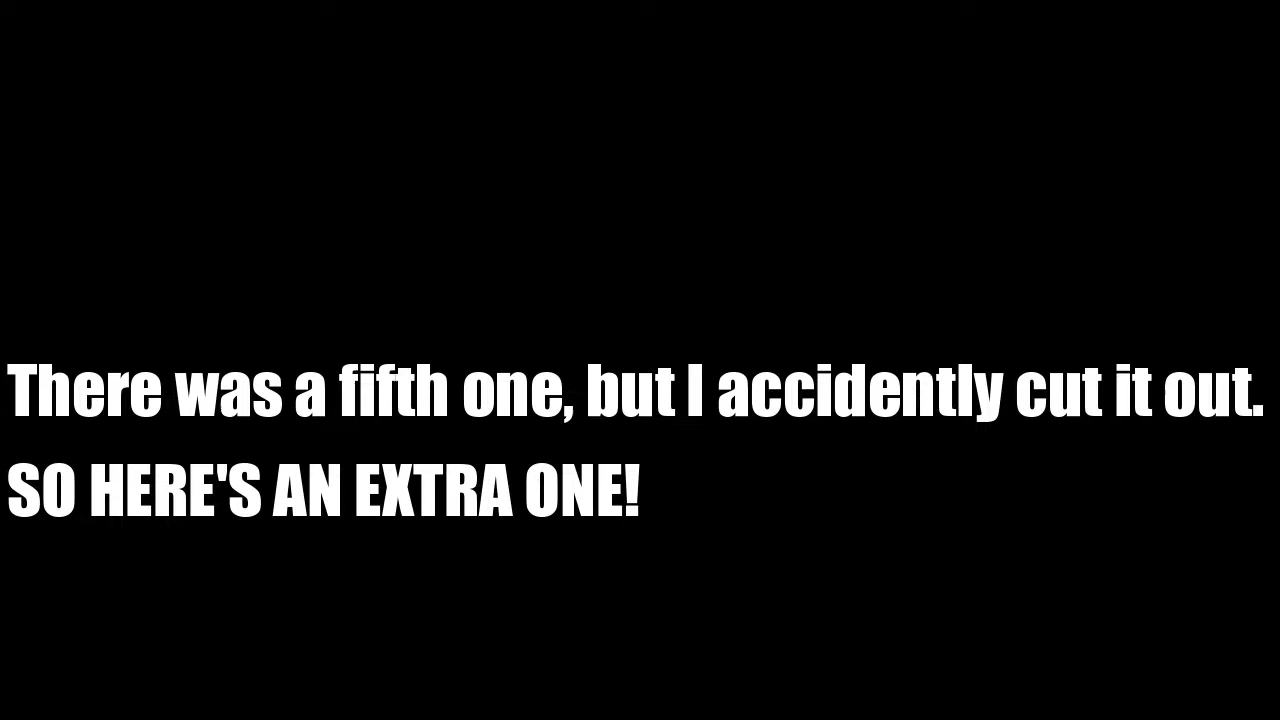 There was a fifth one, but I accidently cut it out.
SO HERE'S AN EXTRA ONE!